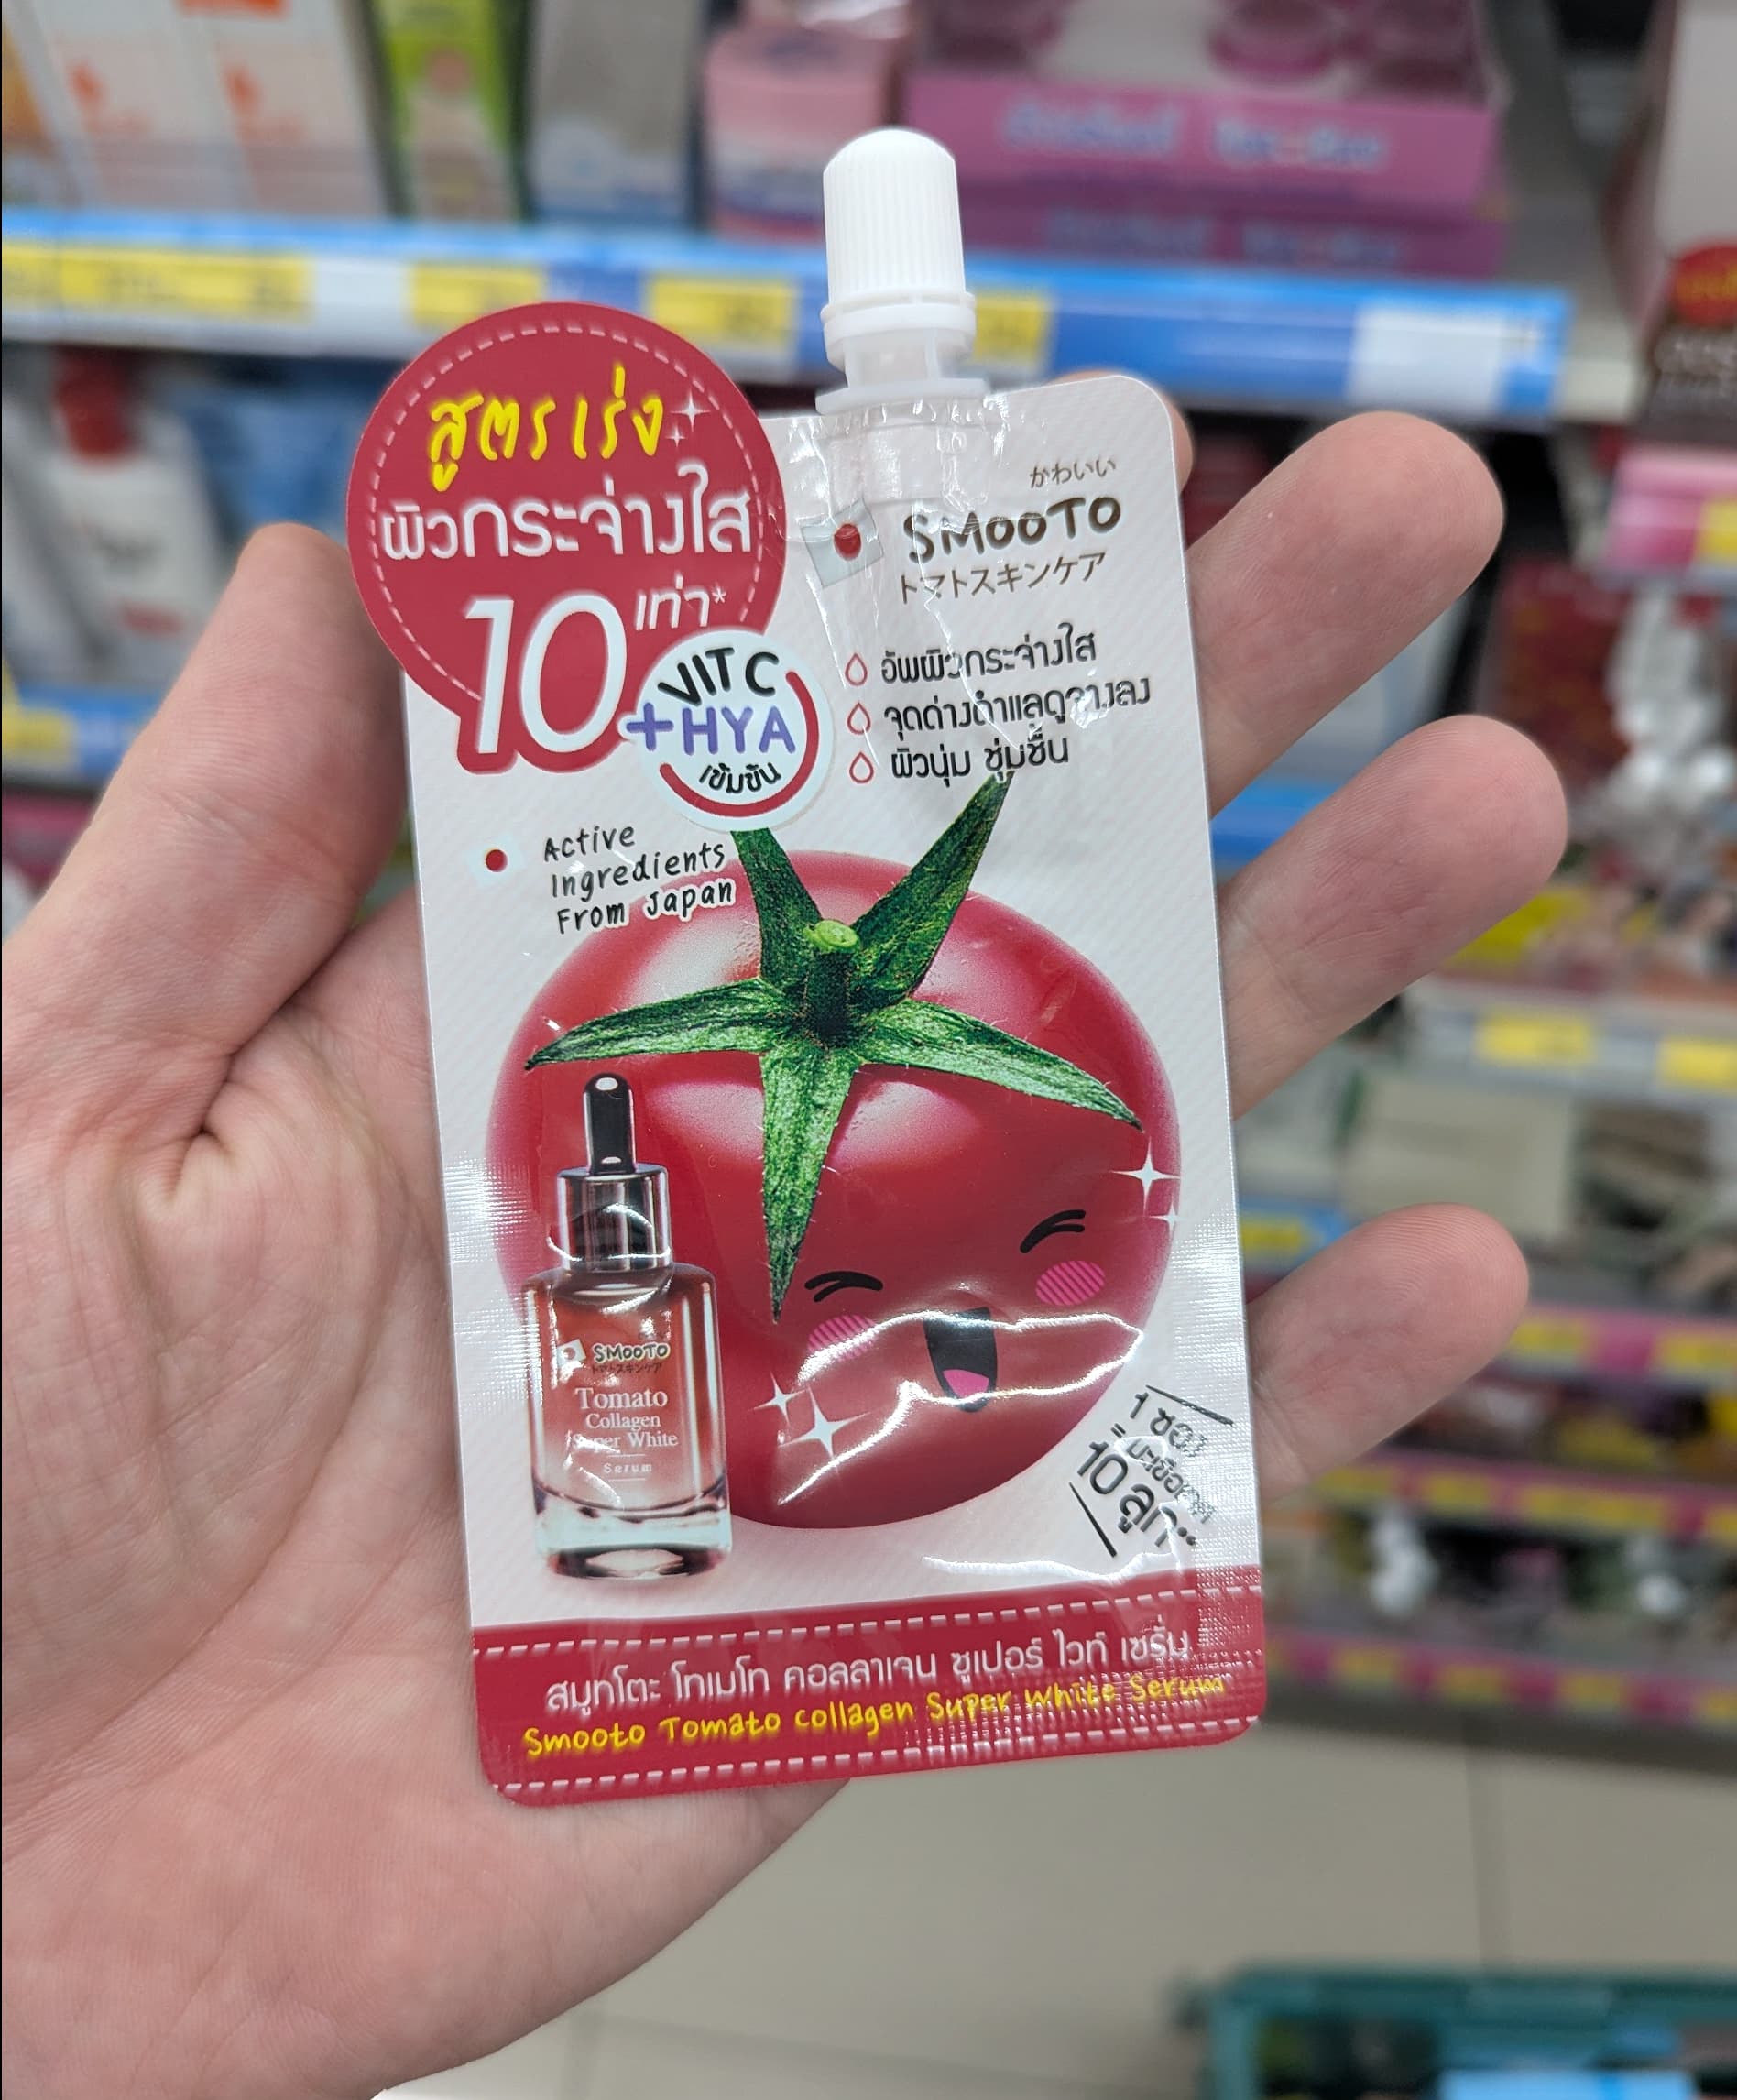 สูตรเร่ง
ผิวกระจ่างใส
10 เท่า*
VIT C
+HYA
เข้มข้น
かわいい
SMOOTO
トマトスキンケア
อัพผิวกระจ่างใส
จุดด่างดำแลดูจางลง
ผิวนุ่ม ชุ่มชื้น
Active
Ingredients
From Japan
SMOOTO
トマトスキンケア
Tomato
Collagen
Super White
Serum
1 ซอง
= มะเขือเทศ
10 ลูก**
สมูทโตะ โทเมโท คอลลาเจน ซูเปอร์ ไวท์ เซรั่ม
Smooto Tomato Collagen Super White Serum